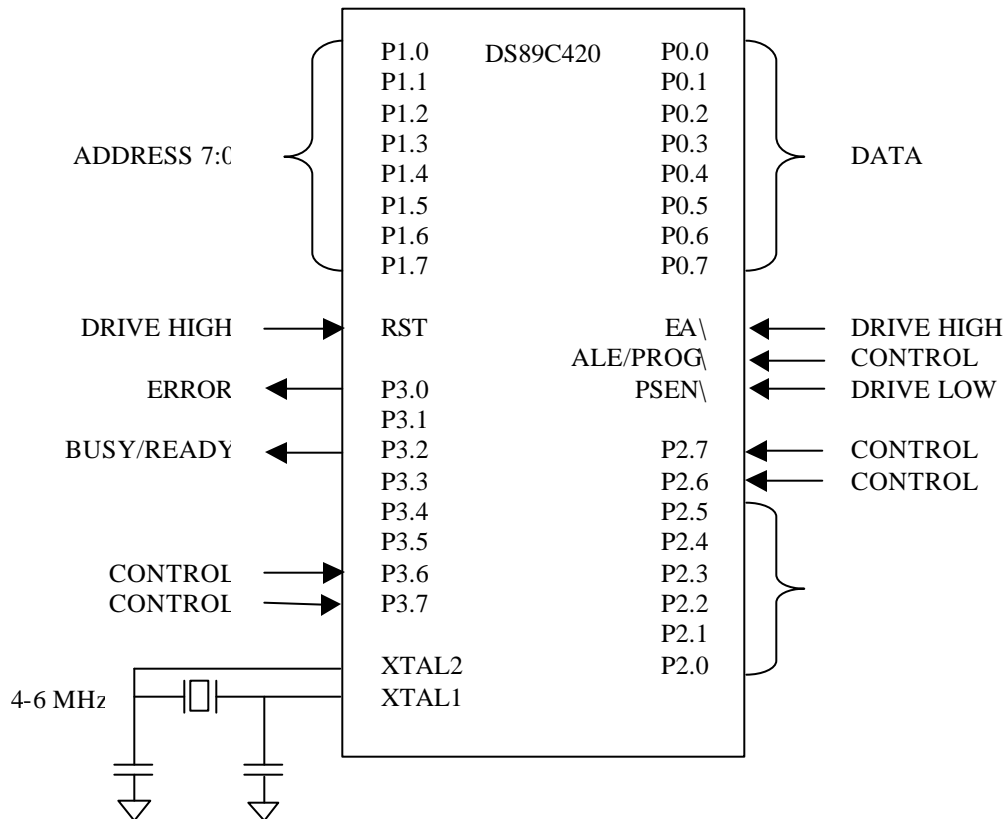 P1.0 DS89C420 P0.0
P1.1 P0.1
P1.2 P0.2
ADDRESS 7:0 P1.3 P0.3 DATA
P1.4 P0.4
P1.5 P0.5
P1.6 P0.6
P1.7 P0.7
DRIVE HIGH RST EA\ DRIVE HIGH
ALE/PROG\ CONTROL
ERROR P3.0 PSEN\ DRIVE LOW
P3.1
BUSY/READY P3.2 P2.7 CONTROL
P3.3 P2.6 CONTROL
P3.4 P2.5
P3.5 P2.4
CONTROL P3.6 P2.3
CONTROL P3.7 P2.2
P2.1
XTAL2 P2.0
4-6 MHz XTAL1